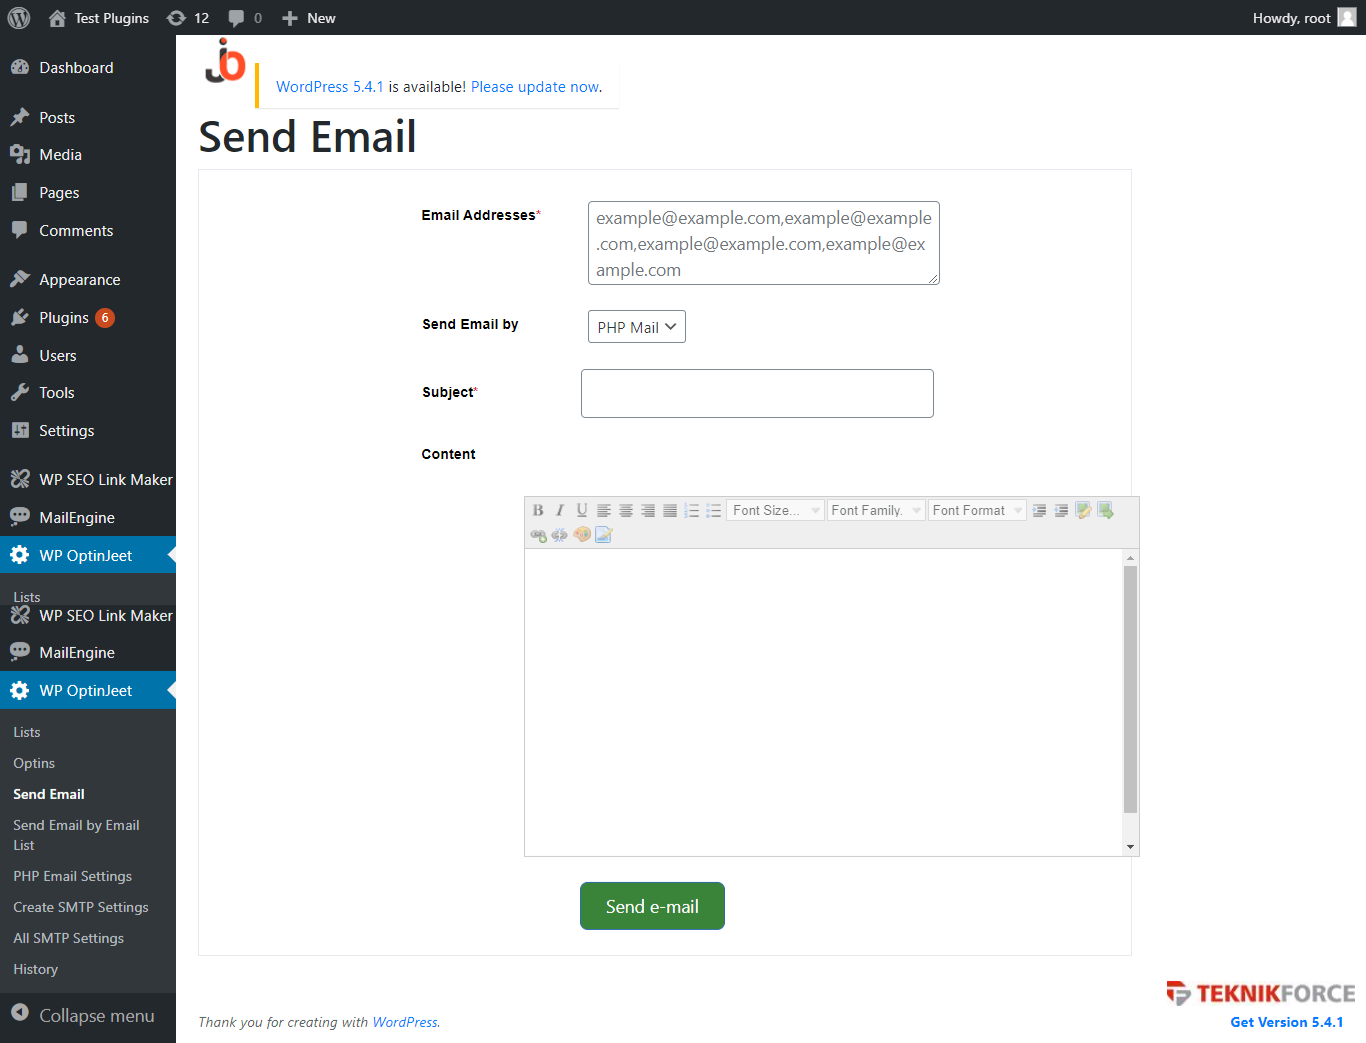 Test Plugins 12 0 New Howdy, root
Dashboard
Posts
Media
Pages
Comments
Appearance
Plugins 6
Users
Tools
Settings
WP SEO Link Maker
MailEngine
WP OptinJeet
Lists
WP SEO Link Maker
MailEngine
WP OptinJeet
Lists
Optins
Send Email
Send Email by Email
List
PHP Email Settings
Create SMTP Settings
All SMTP Settings
History
Collapse menu
jb
WordPress 5.4.1 is available! Please update now.
Send Email
Email Addresses*
example@example.com,example@example
.com,example@example.com,example@ex
ample.com
Send Email by
PHP Mail
Subject*
Content
B I U Font Size... Font Family. Font Format
Send e-mail
TEKNIKFORCE
Thank you for creating with WordPress.
Get Version 5.4.1